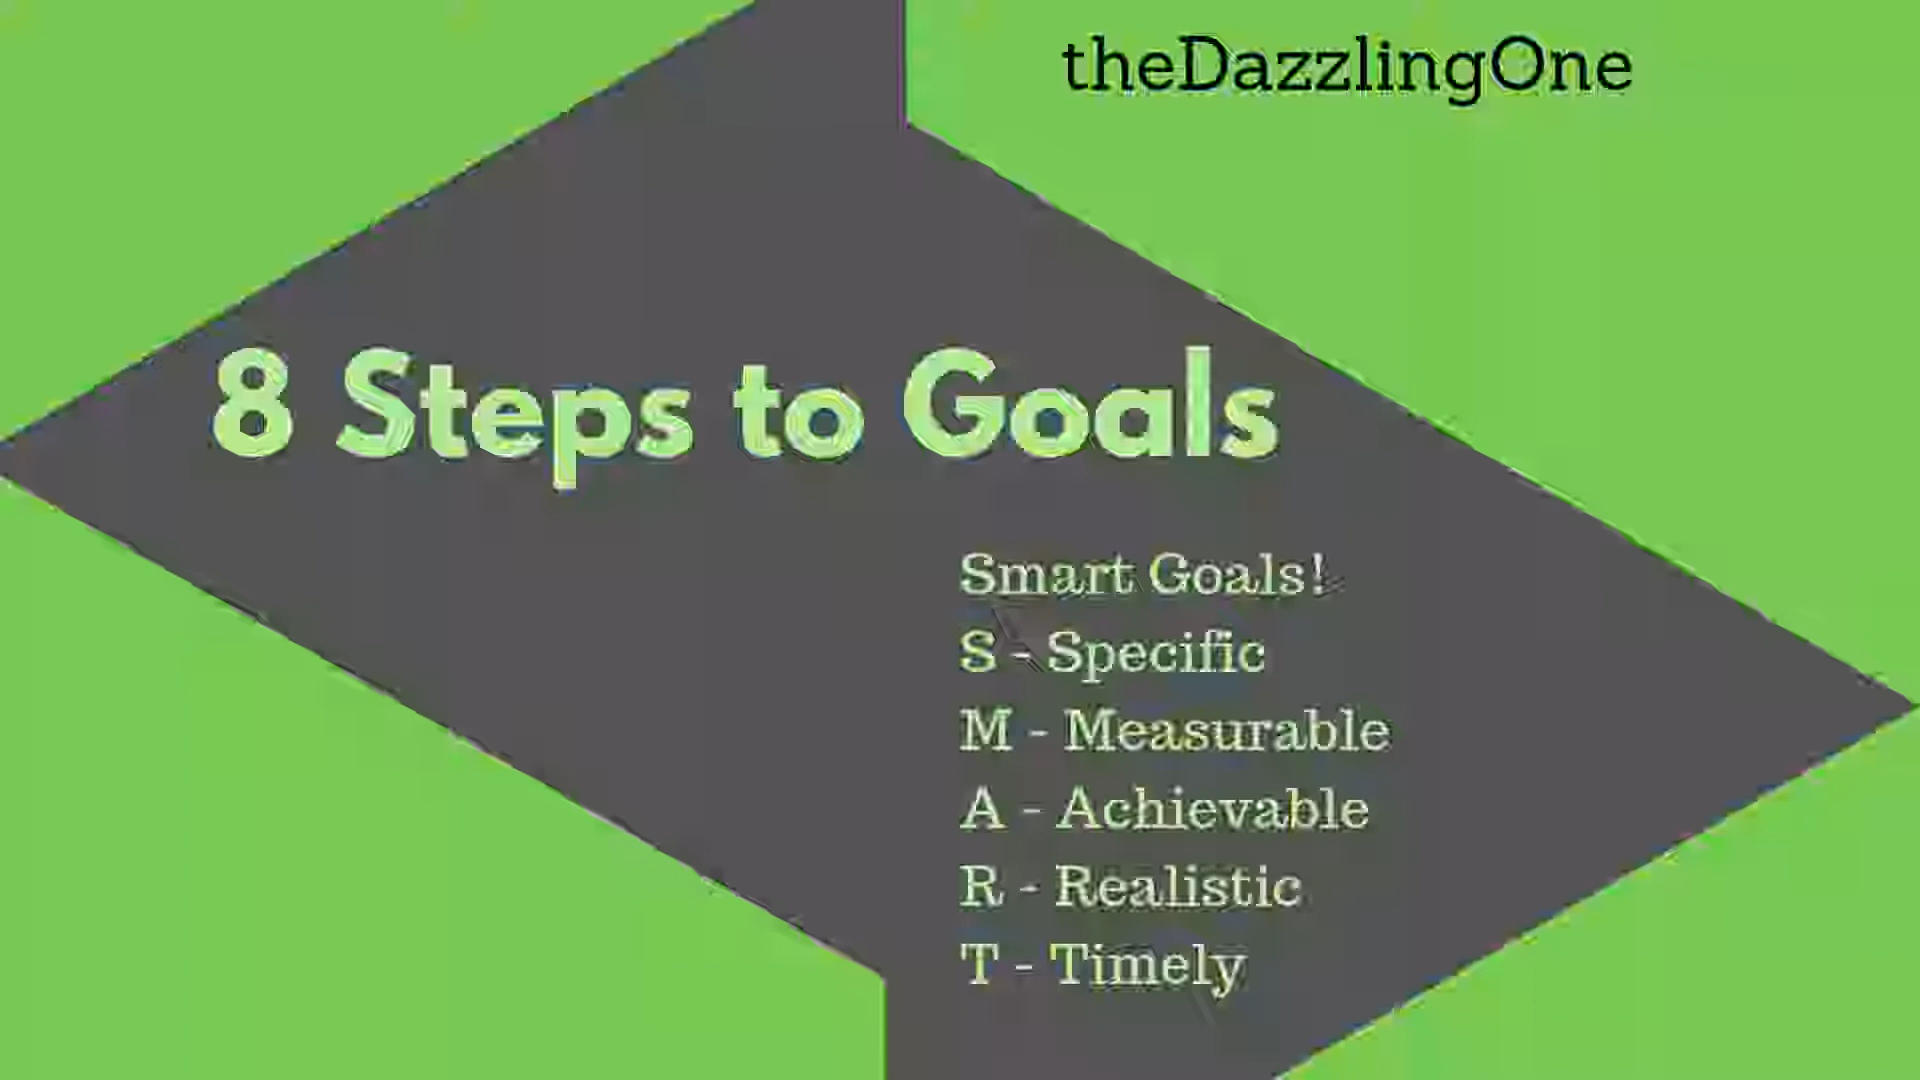 theDazzlingOne
8 Steps to Goals
Smart Goals!
S - Specific
M - Measurable
A - Achievable
R - Realistic
T - Timely